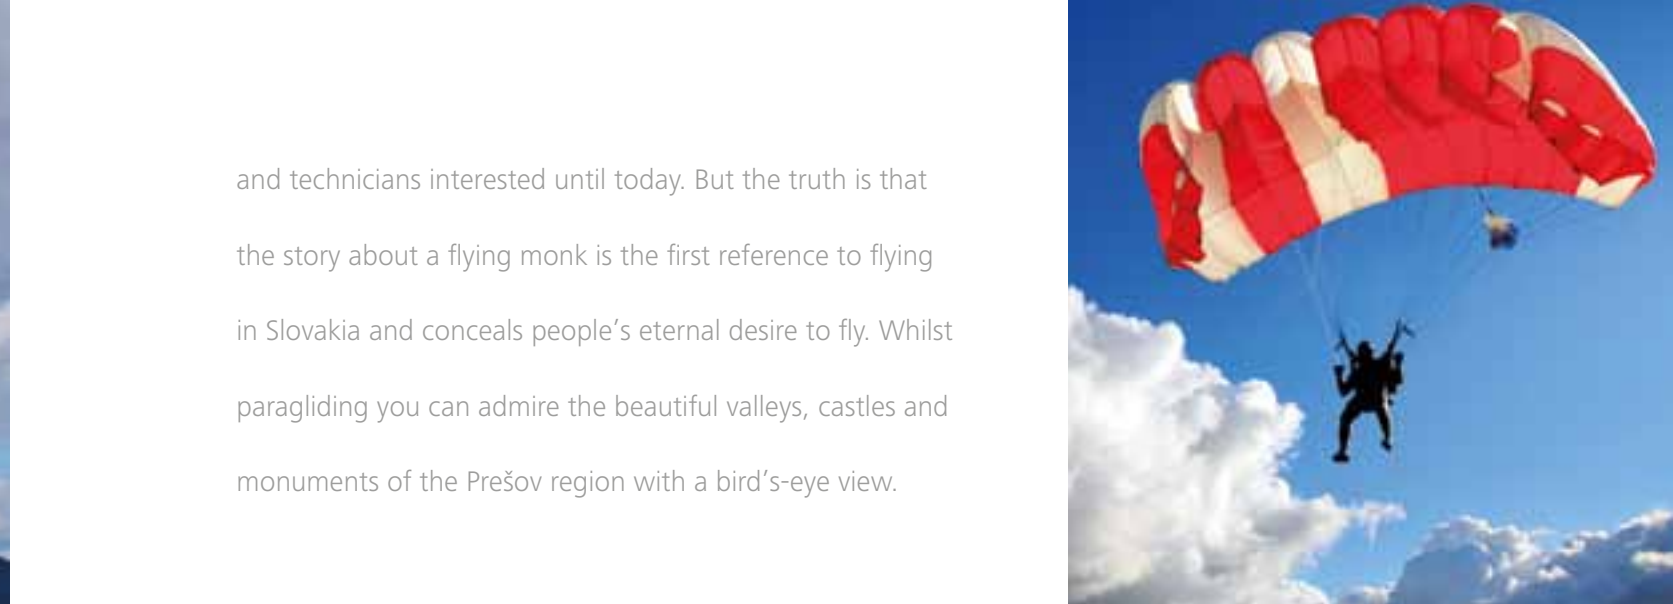 and technicians interested until today. But the truth is that
the story about a flying monk is the first reference to flying
in Slovakia and conceals people’s eternal desire to fly. Whilst
paragliding you can admire the beautiful valleys, castles and
monuments of the Prešov region with a bird’s-eye view.